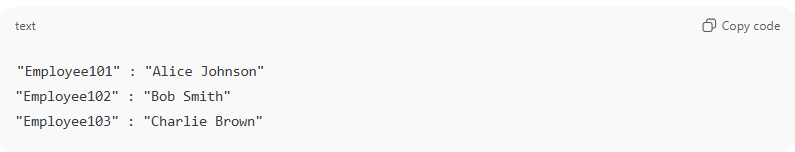 text
Copy code
"Employee101" : "Alice Johnson"
"Employee102" : "Bob Smith"
"Employee103" : "Charlie Brown"